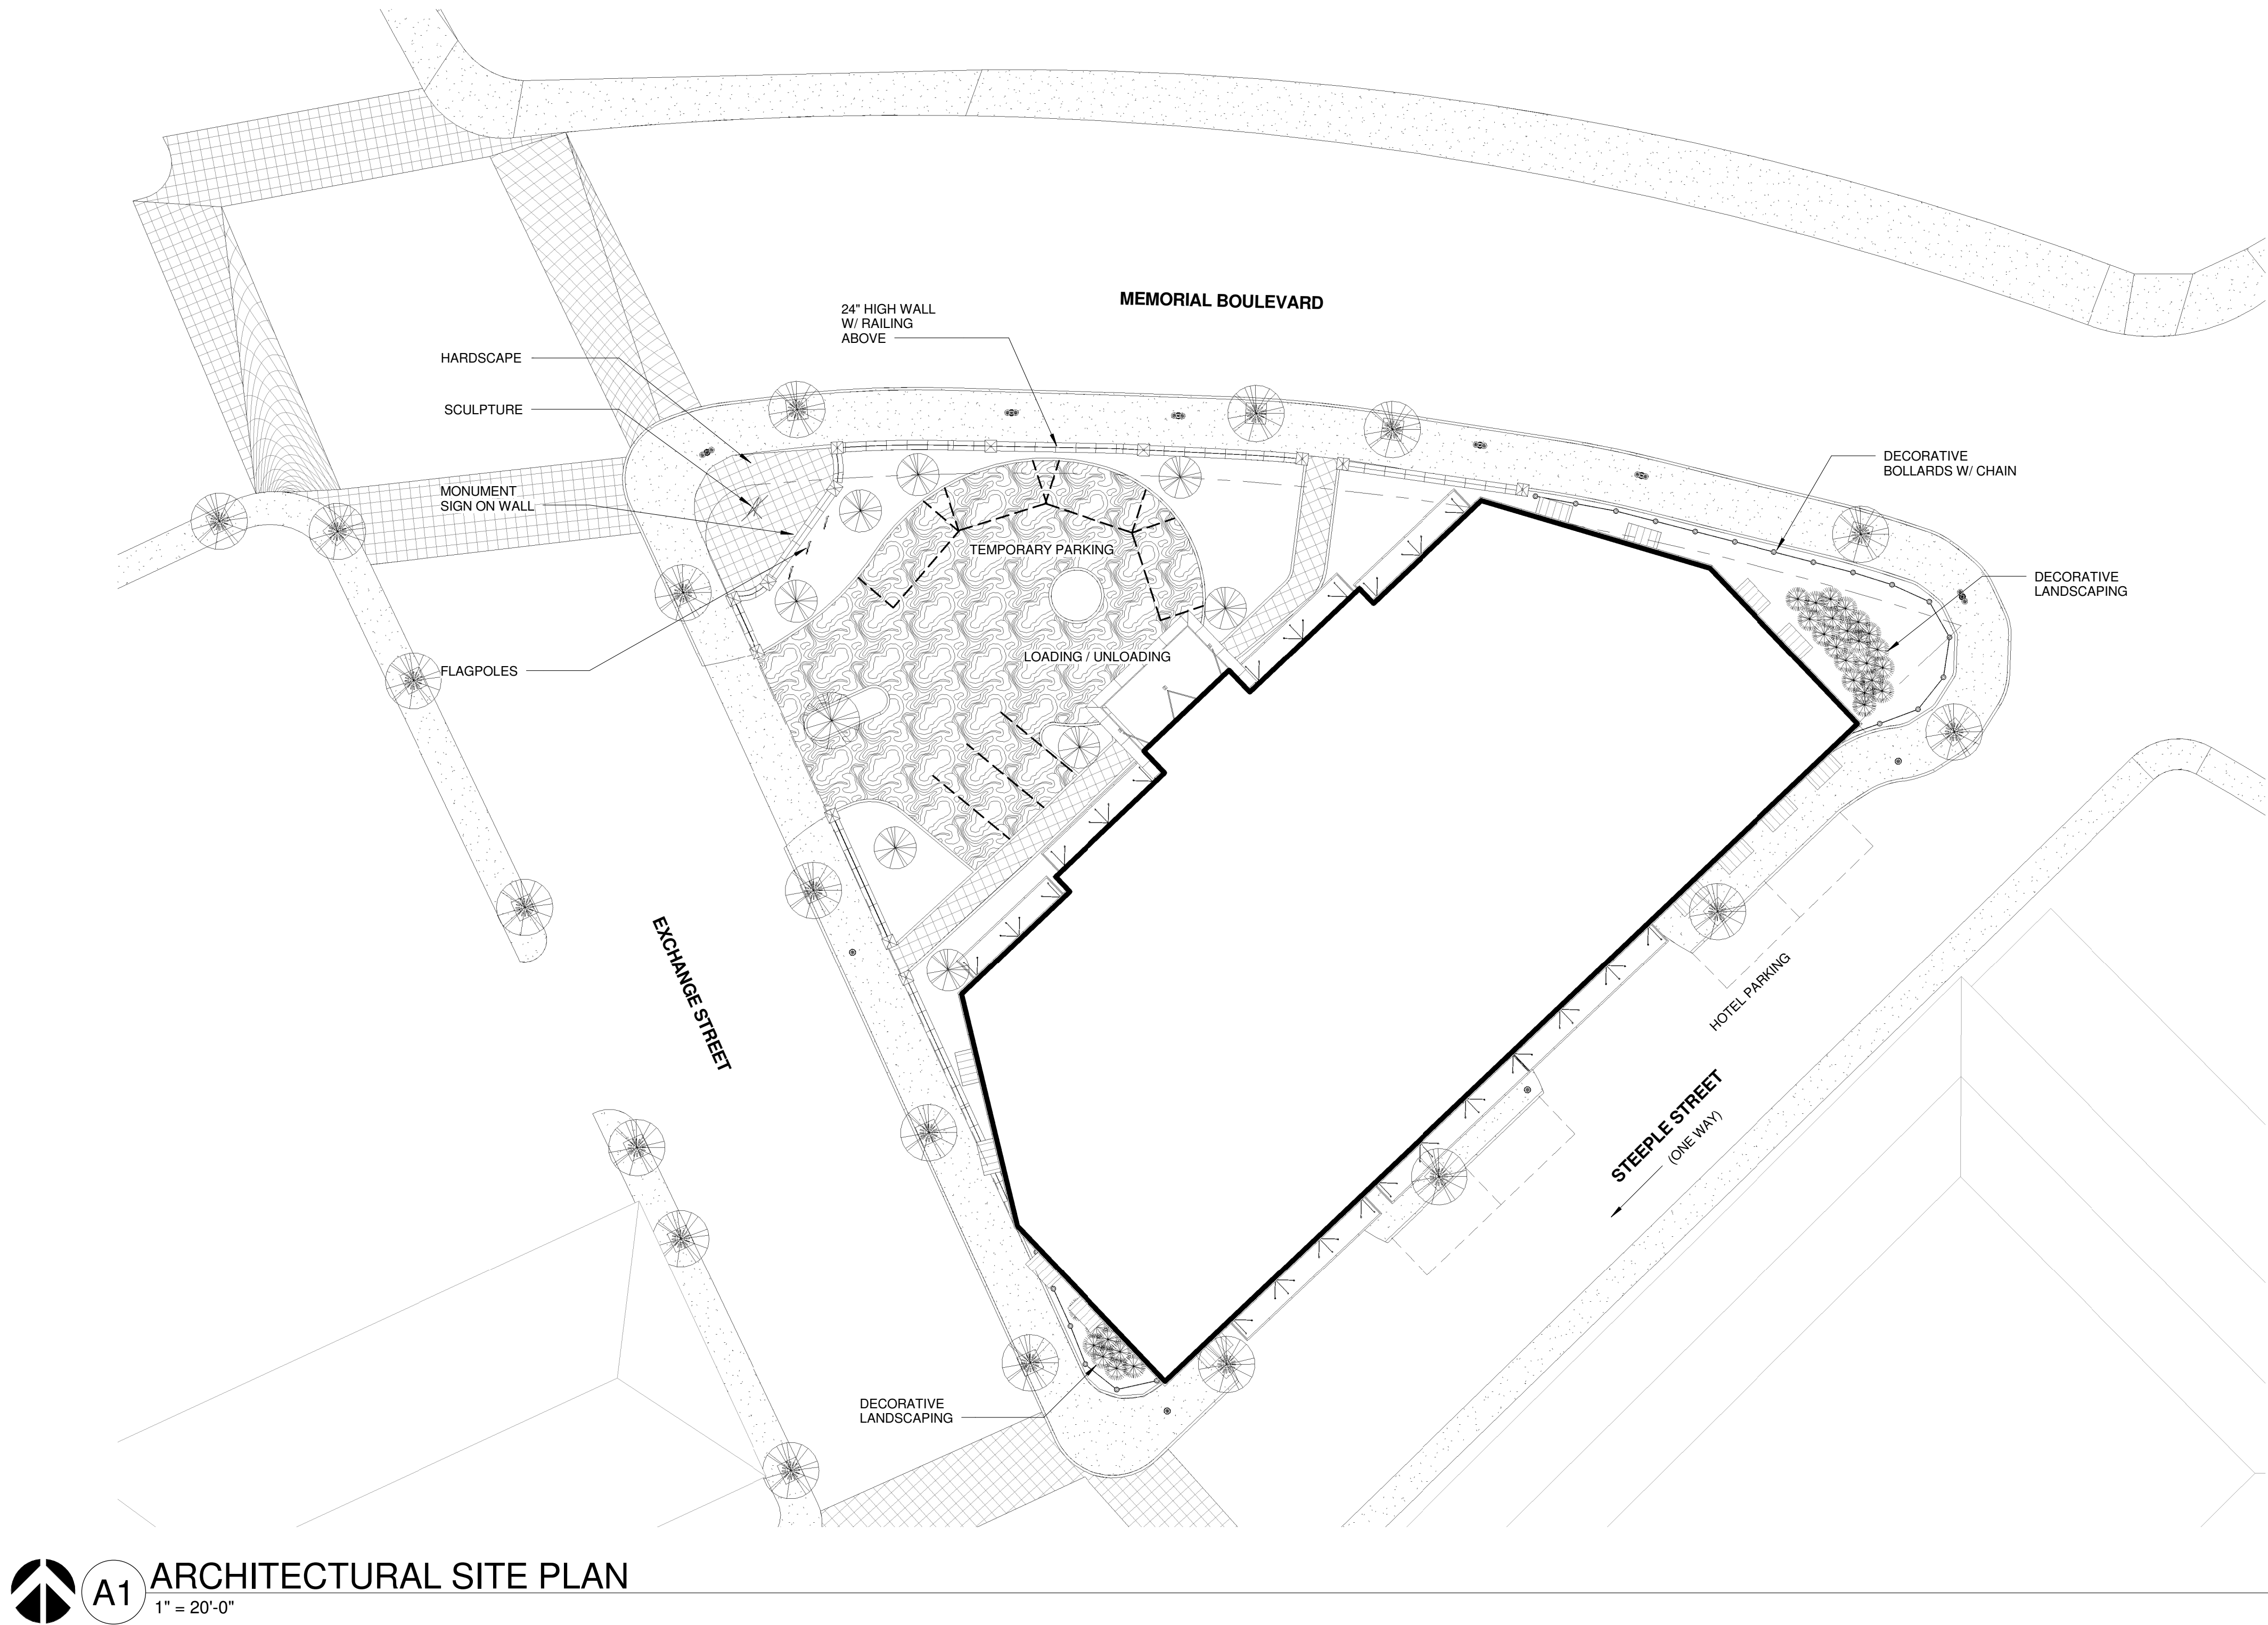 MEMORIAL BOULEVARD
24" HIGH WALL
W/ RAILING
ABOVE
HARDSCAPE
SCULPTURE
MONUMENT
SIGN ON WALL
FLAGPOLES
TEMPORARY PARKING
LOADING / UNLOADING
DECORATIVE
BOLLARDS W/ CHAIN
DECORATIVE
LANDSCAPING
EXCHANGE STREET
HOTEL PARKING
STEEPLE STREET
(ONE WAY)
DECORATIVE
LANDSCAPING
A1
ARCHITECTURAL SITE PLAN
1" = 20'-0"